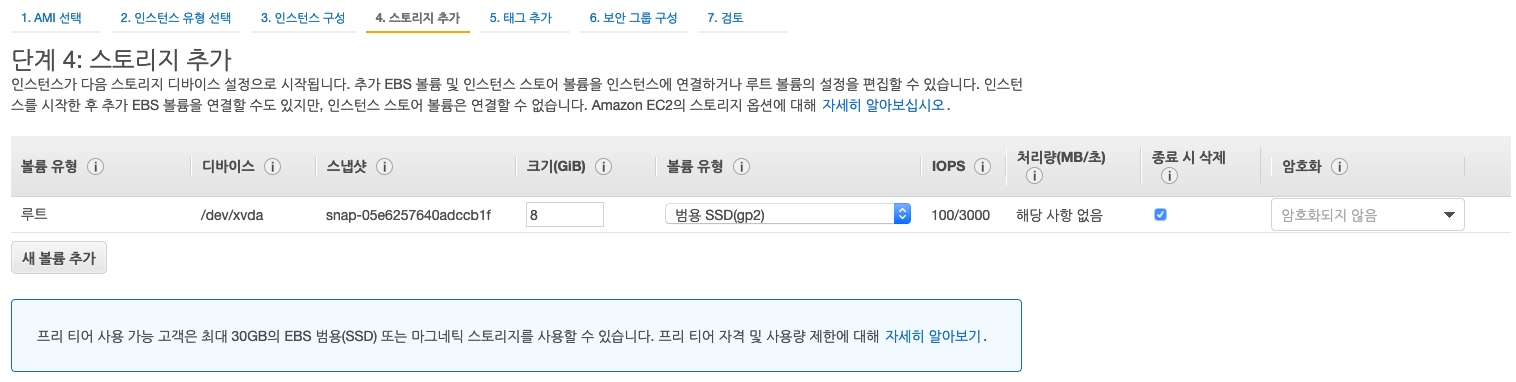 1. AMI 선택 2. 인스턴스 유형 선택 3. 인스턴스 구성 4. 스토리지 추가 5. 태그 추가 6. 보안 그룹 구성 7. 검토
단계 4: 스토리지 추가
인스턴스가 다음 스토리지 디바이스 설정으로 시작됩니다. 추가 EBS 볼륨 및 인스턴스 스토어 볼륨을 인스턴스에 연결하거나 루트 볼륨의 설정을 편집할 수 있습니다. 인스턴
스를 시작한 후 추가 EBS 볼륨을 연결할 수도 있지만, 인스턴스 스토어 볼륨은 연결할 수 없습니다. Amazon EC2의 스토리지 옵션에 대해 자세히 알아보십시오.
볼륨 유형 디바이스 스냅샷 크기(GiB) 볼륨 유형 IOPS 처리량(MB/초) 종료 시 삭제 암호화
루트 /dev/xvda snap-05e6257640adccb1f 8 범용 SSD(gp2) 100/3000 해당 사항 없음 암호화되지 않음
새 볼륨 추가
프리 티어 사용 가능 고객은 최대 30GB의 EBS 범용(SSD) 또는 마그네틱 스토리지를 사용할 수 있습니다. 프리 티어 자격 및 사용량 제한에 대해 자세히 알아보기.